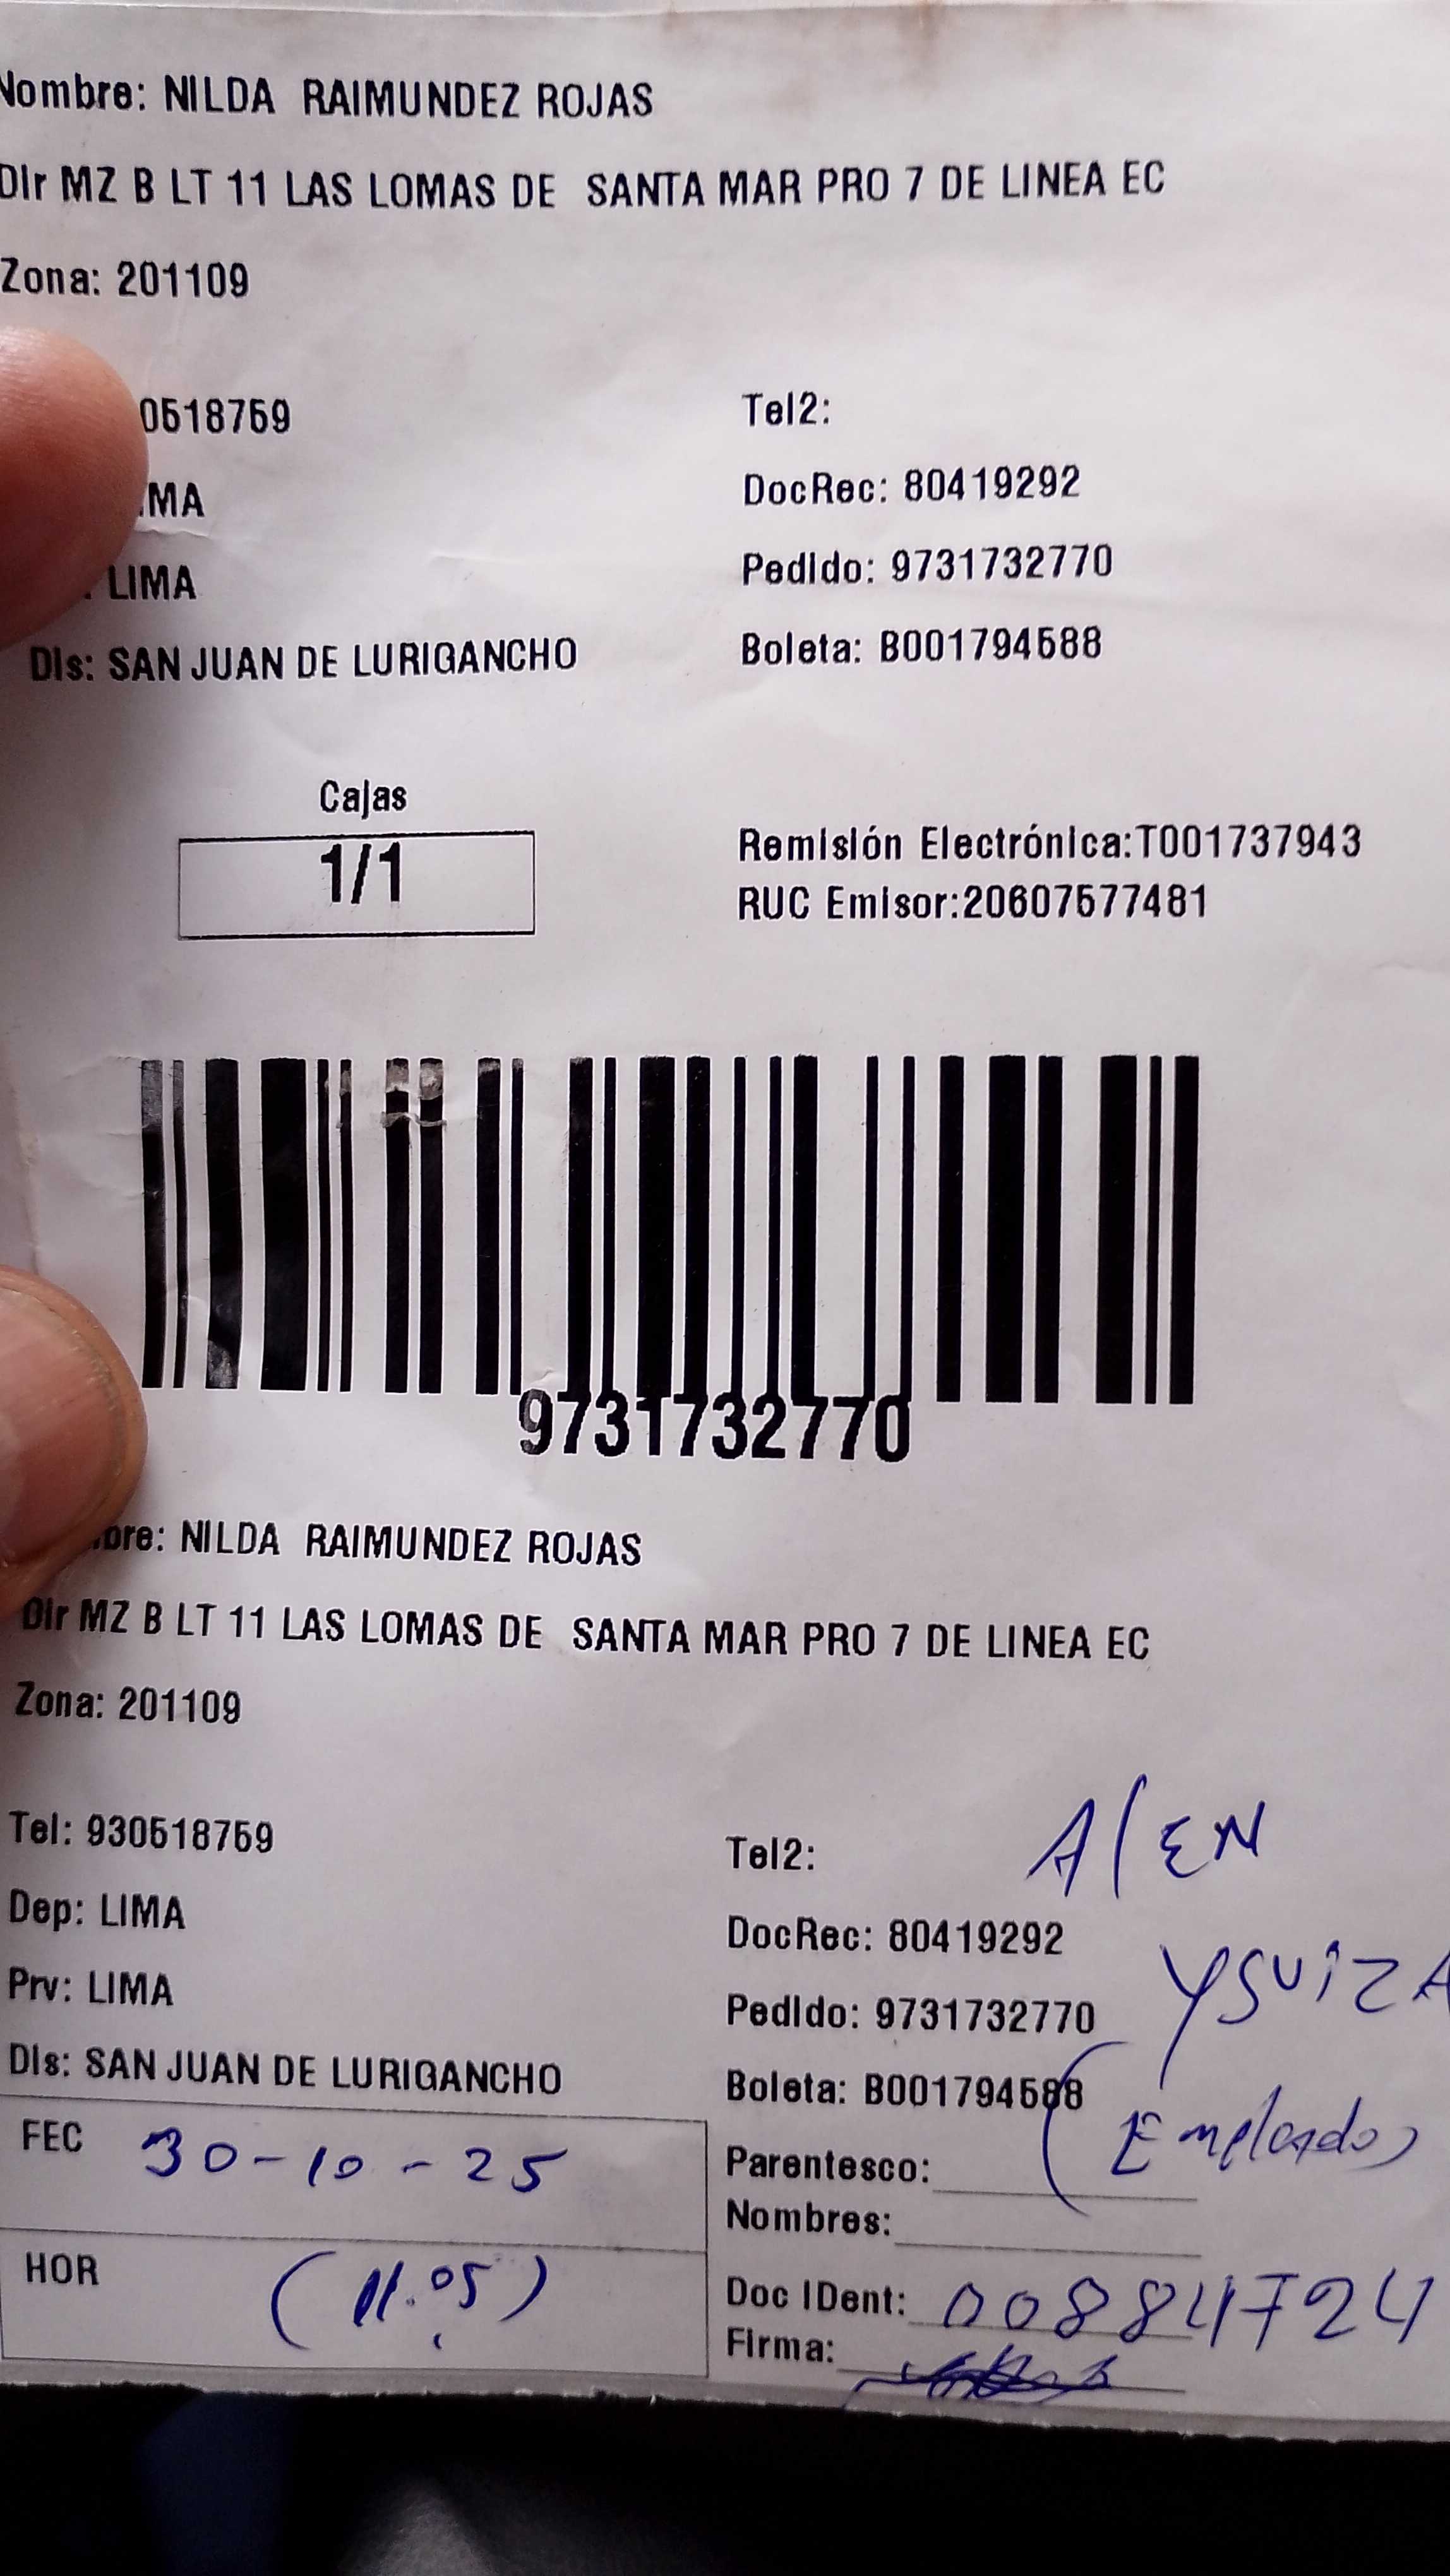 Nombre: NILDA RAIMUNDEZ ROJAS
Dir MZ B LT 11 LAS LOMAS DE SANTA MAR PRO 7 DE LINEA EC
Zona: 201109
0518759
Tel2:
IMA
DocRec: 80419292
LIMA
Pedido: 9731732770
Dis: SAN JUAN DE LURIGANCHO
Boleta: B001794588
Cajas
1/1
Remisión Electrónica:T001737943
RUC Emisor:20607577481
9731732770
bre: NILDA RAIMUNDEZ ROJAS
Dir MZ B LT 11 LAS LOMAS DE SANTA MAR PRO 7 DE LINEA EC
Zona: 201109
Tel: 930518759
Tel2:
AlEN
Dep: LIMA
DocRec: 80419292
YSUiZA
Prv: LIMA
Pedido: 9731732770
Dis: SAN JUAN DE LURIGANCHO
Boleta: B001794588
(Empleado)
FEC 30-10-25
Parentesco:
Nombres:
HOR (11.05)
Doc IDent: 00884724
Firma: